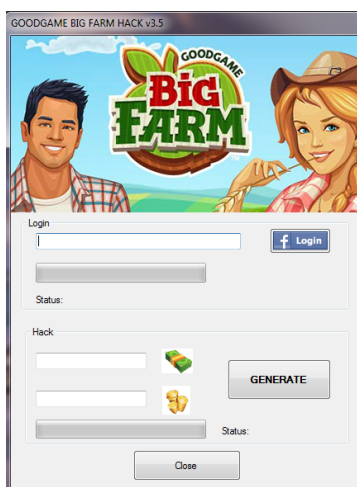 GOODGAME BIG FARM HACK v3.5
GOODGAME
BIG
FARM
Login
f Login
Status:
Hack
GENERATE
Status:
Close